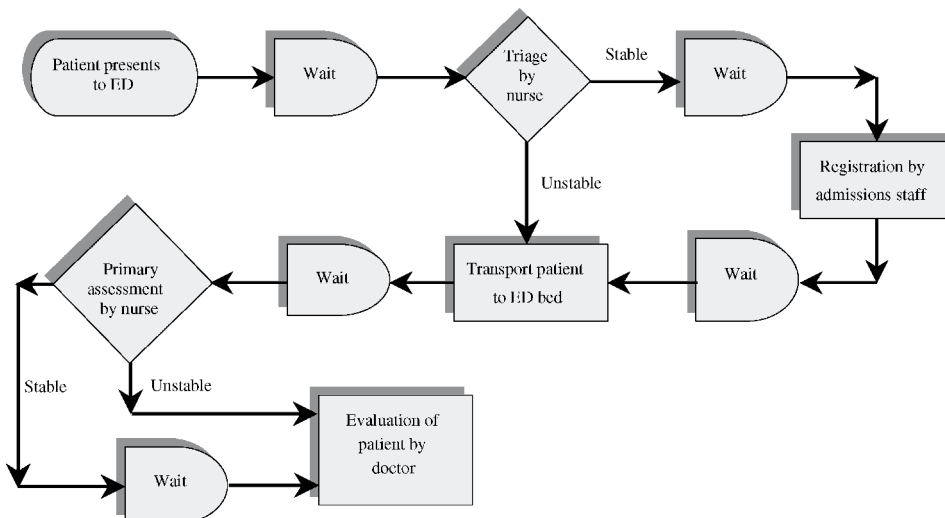 Patient presents
to ED
Wait
Triage
by
nurse
Stable
Wait
Registration by
admissions staff
Unstable
Wait
Transport patient
to ED bed
Wait
Primary
assessment
by nurse
Stable
Unstable
Evaluation of
patient by
doctor
Wait